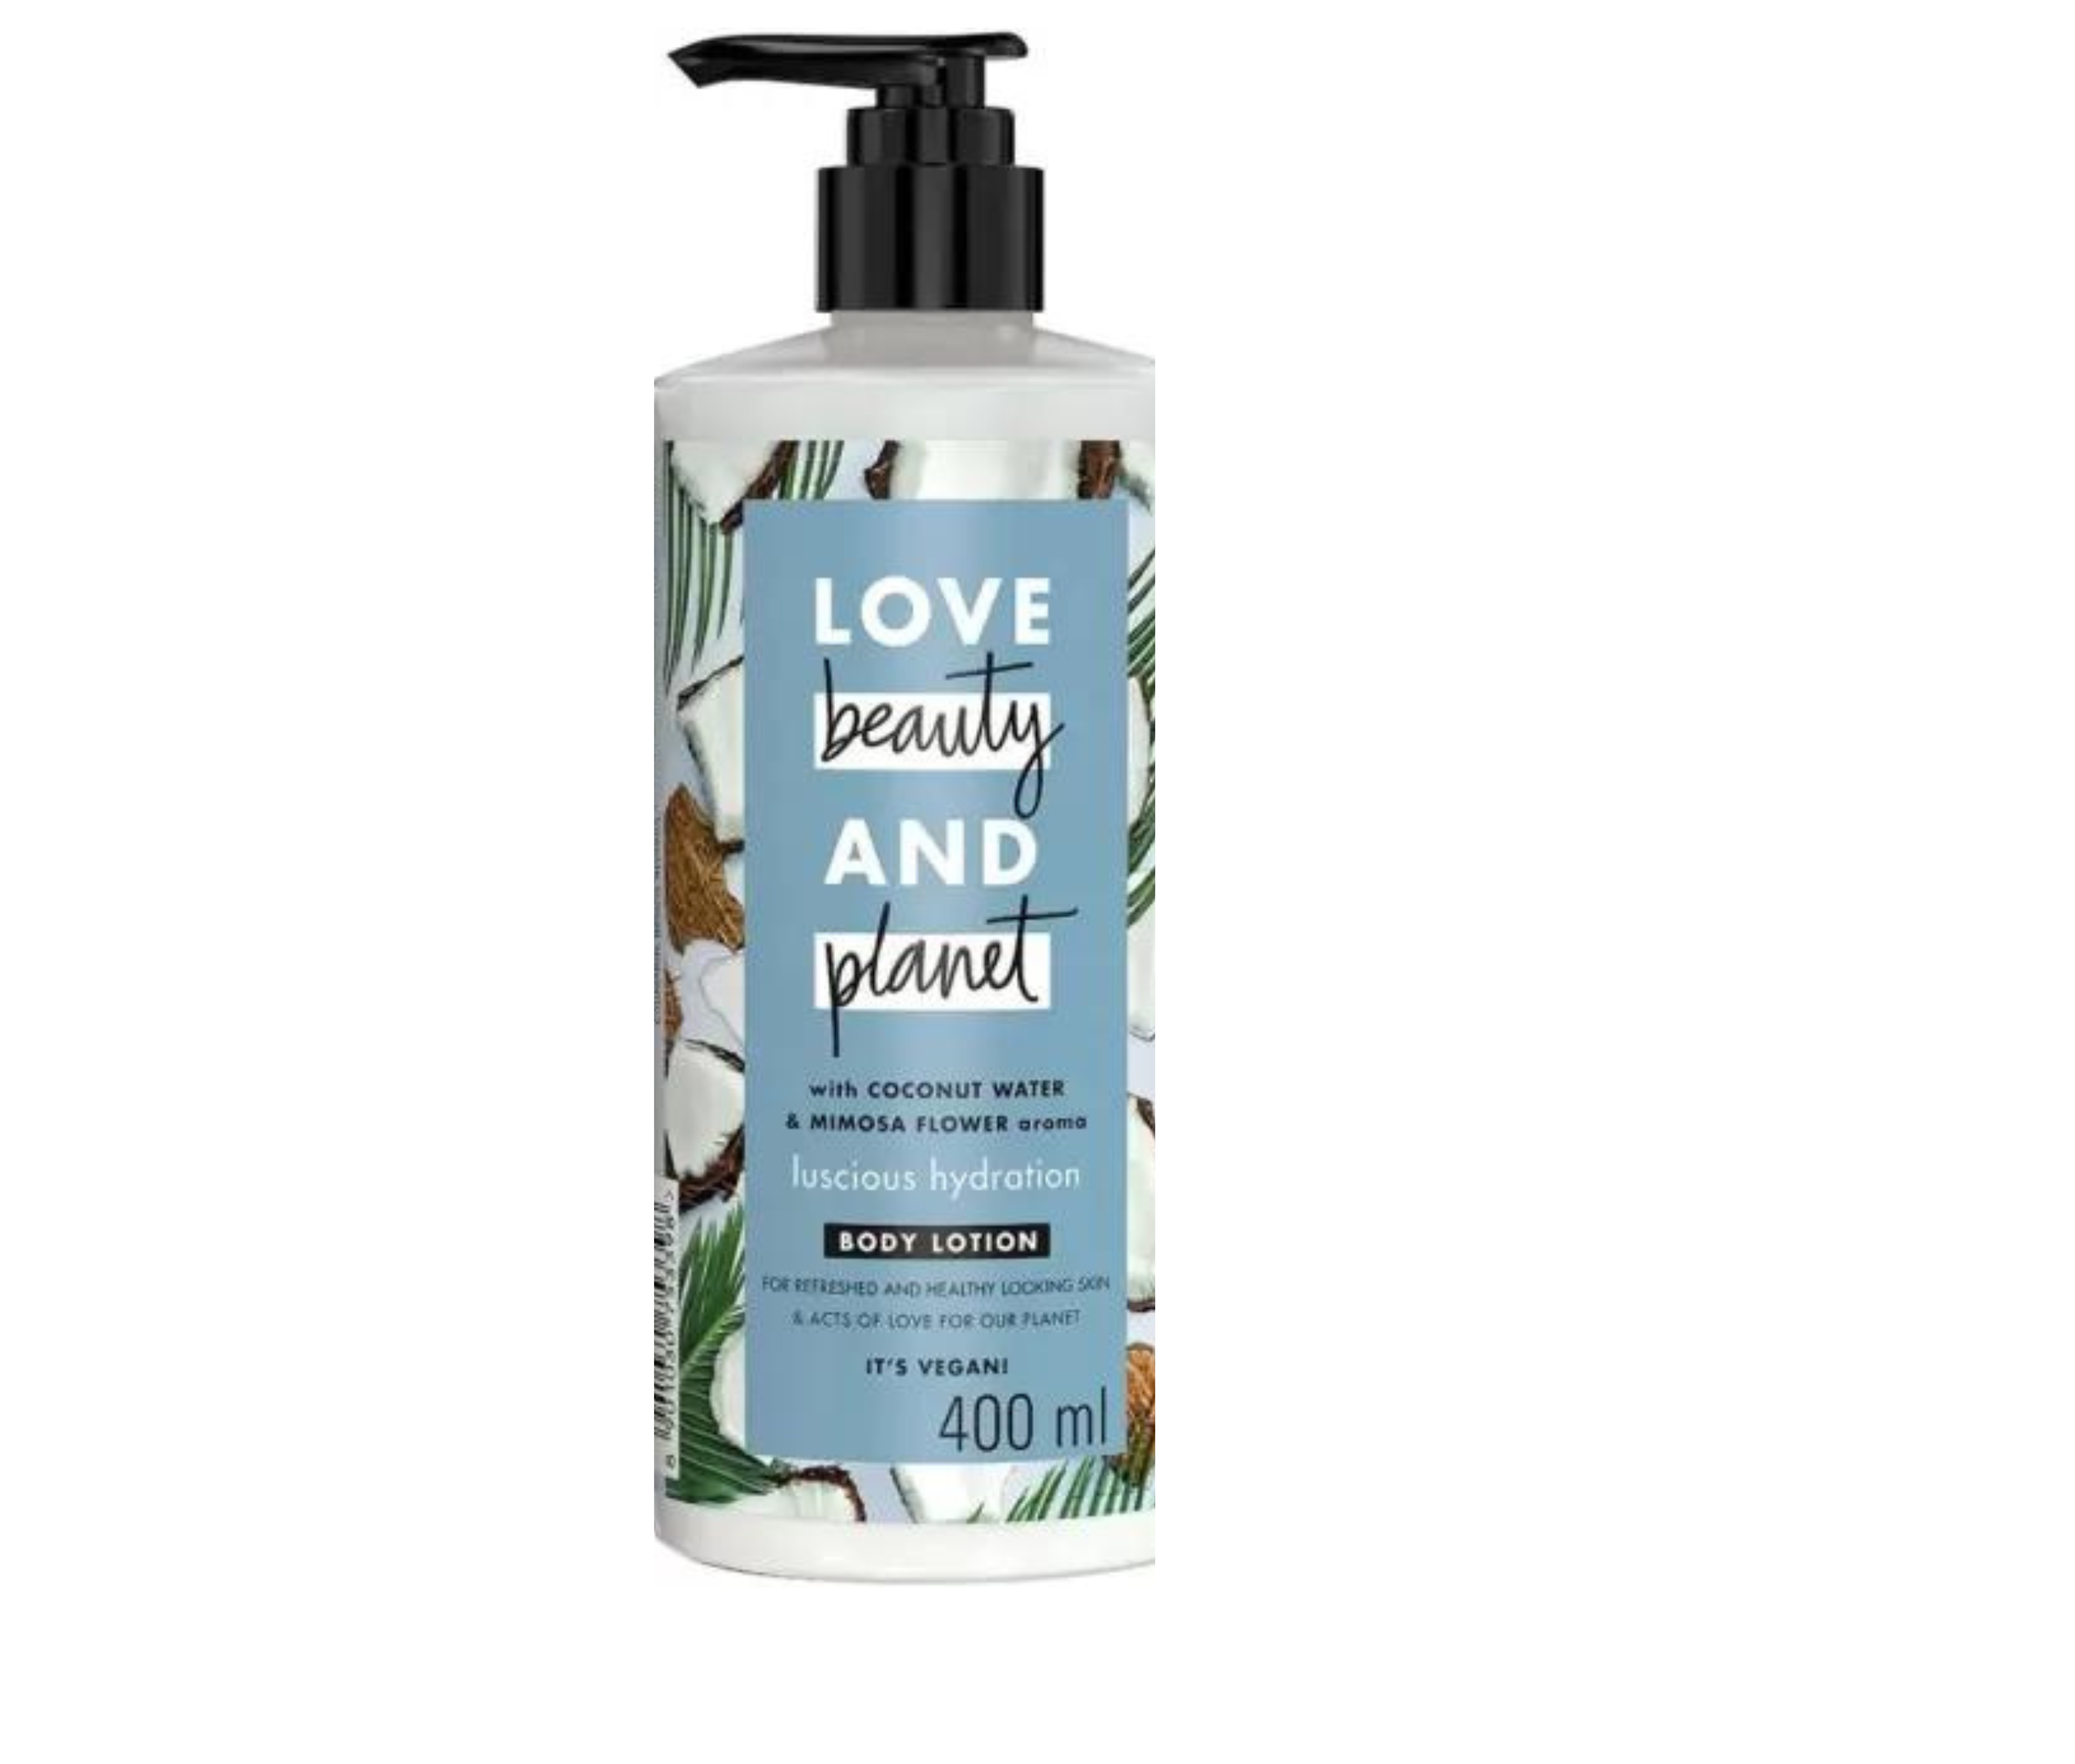 LOVE
beauty
AND
planet
with COCONUT WATER
& MIMOSA FLOWER aroma
luscious hydration
BODY LOTION
FOR REFRESHED AND HEALTHY LOOKING SKIN
& ACTS OF LOVE FOR OUR PLANET
IT'S VEGAN!
400 ml